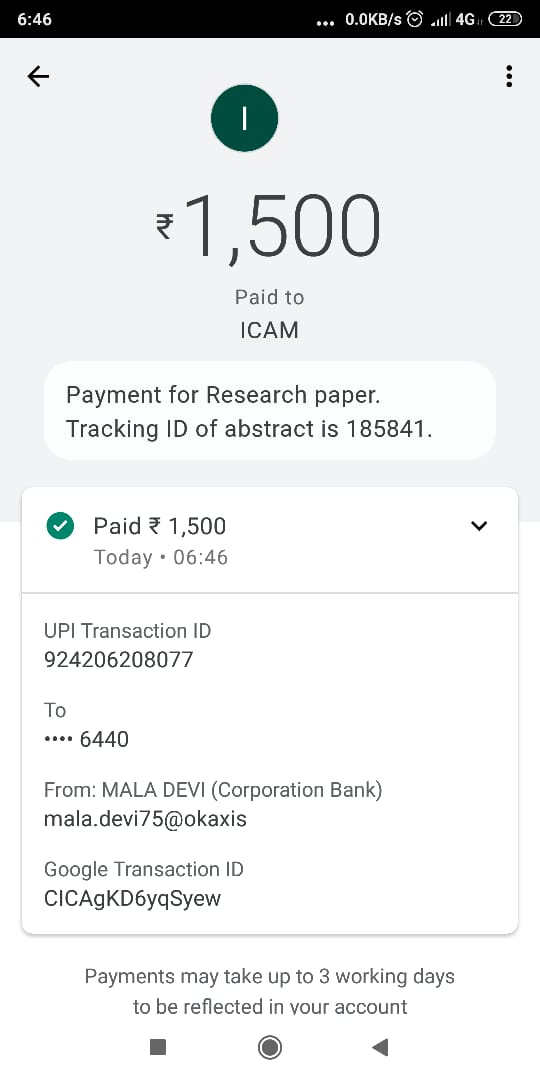 6:46
... 0.0KB/s 4G 22
I
₹1,500
Paid to
ICAM
Payment for Research paper.
Tracking ID of abstract is 185841.
Paid ₹ 1,500
Today • 06:46
UPI Transaction ID
924206208077
To
•••• 6440
From: MALA DEVI (Corporation Bank)
mala.devi75@okaxis
Google Transaction ID
CICAgKD6yqSyew
Payments may take up to 3 working days
to be reflected in your account